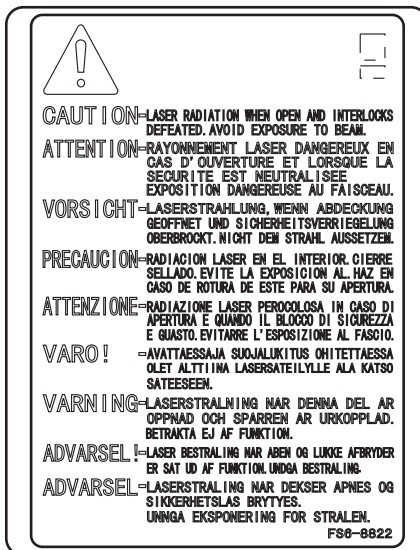 CAUTION-LASER RADIATION WHEN OPEN AND INTERLOCKS
DEFEATED. AVOID EXPOSURE TO BEAM.
ATTENTION-RAYONNEMENT LASER DANGEREUX EN
CAS D'OUVERTURE ET LORSQUE LA
SECURITE EST NEUTRALISEE
EXPOSITION DANGEREUSE AU FAISCEAU.
VORSICHT-LASERSTRAHLUNG, WENN ABDECKUNG
GEOFFNET UND SICHERHEITSVERRIEGELUNG
OBERBROCKT. NICHT DEM STRAHL AUSSETZEM.
PRECAUCION-RADIACION LASER EN EL INTERIOR. CIERRE
SELLADO. EVITE LA EXPOSICION AL. HAZ EN
CASO DE ROTURA DE ESTE PARA SU APERTURA.
ATTENZIONE-RADIAZIONE LASER PEROCOLOSA IN CASO DI
APERTURA E QUANDO IL BLOCCO DI SICUREZZA
E GUASTO. EVITARRE L'ESPOSIZIONE AL FASCIO.
VARO! -AVATTAESSAJA SUOJALUKITUS OHITETTAESSA
OLET ALTTIINA LASERSATEILYLLE ALA KATSO
SATEESEEN.
VARNING-LASERSTRALNING NAR DENNA DEL AR
OPPNAD OCH SPARREN AR URKOPPLAD.
BETRAKTA EJ AF FUNKTION.
ADVARSEL!-LASER BESTRALING NAR ABEN OG LUKKE AFBRYDER
ER SAT UD AF FUNKTION. UNDGA BESTRALING.
ADVARSEL-LASERSTRALING NAR DEKSER APNES OG
SIKKERHETSLAS BRYTYES.
UNNGA EKSPONERING FOR STRALEN.
FS6-8822